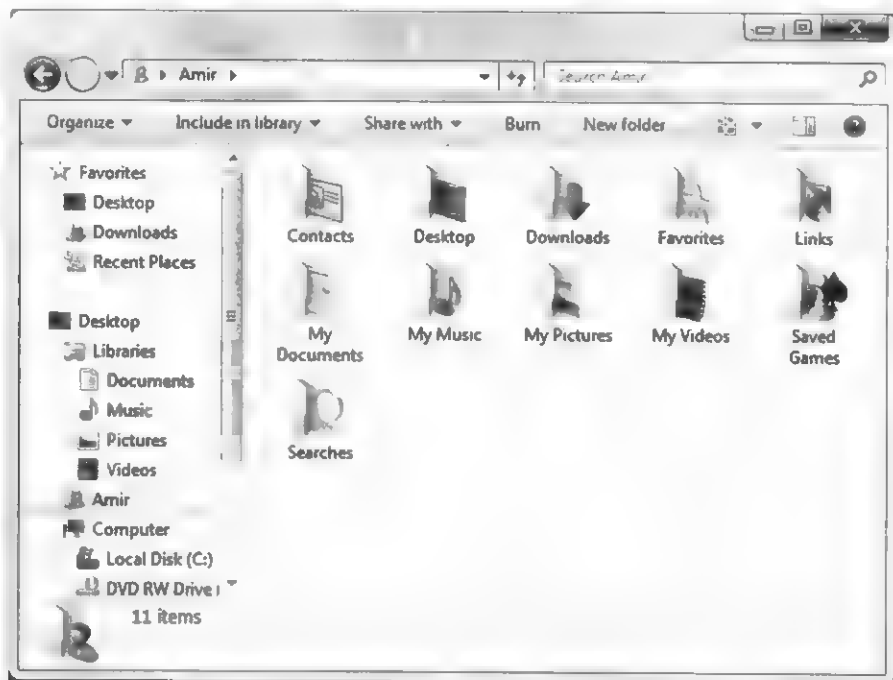 Amir
Search Amir
Organize
Include in library
Share with
Burn
New folder
Favorites
Desktop
Downloads
Recent Places
Desktop
Libraries
Documents
Music
Pictures
Videos
Amir
Computer
Local Disk (C:)
DVD RW Drive
Contacts
Desktop
Downloads
Favorites
Links
My Documents
My Music
My Pictures
My Videos
Saved Games
Searches
11 items